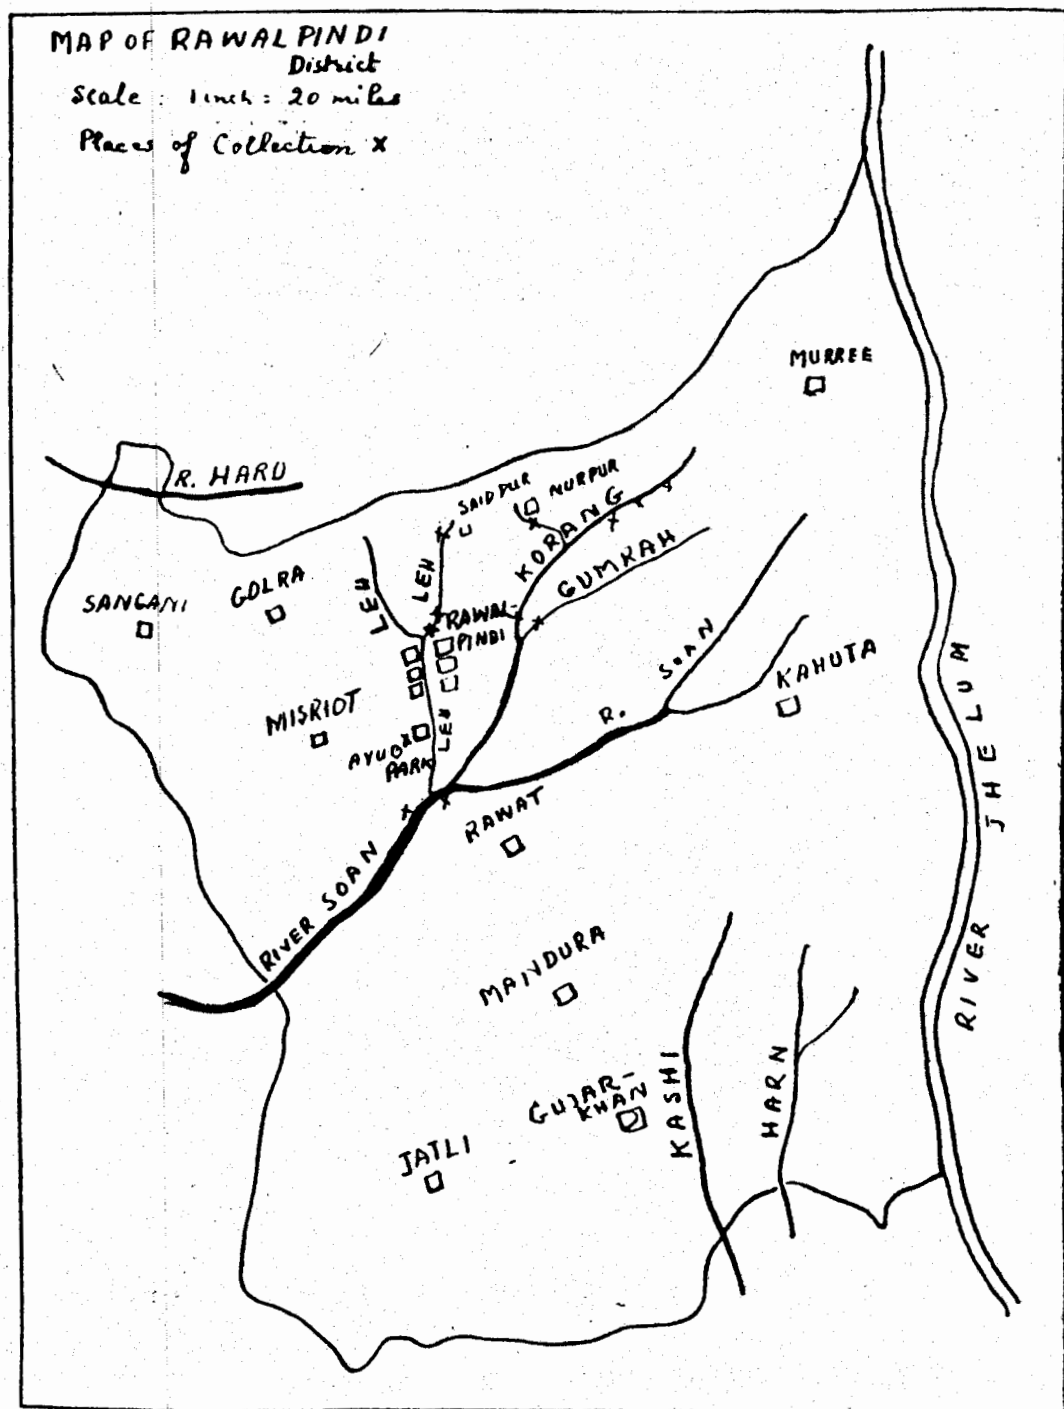 MAP OF RAWALPINDI
District
Scale : 1 inch = 20 miles
Places of Collection x
MURREE
R. HARO
SAIDPUR
NURPUR
KORANG
GUMRAH
LEH
LEH
GOLRA
SANGANI
RAWAL-
PINDI
SOAN
R.
KAHUTA
MISRIOT
LEH
AYUB
PARK
RAWAT
RIVER SOAN
RIVER JHELUM
MANDURA
KASHI
HARN
GUJAR-
KHAN
JATLI